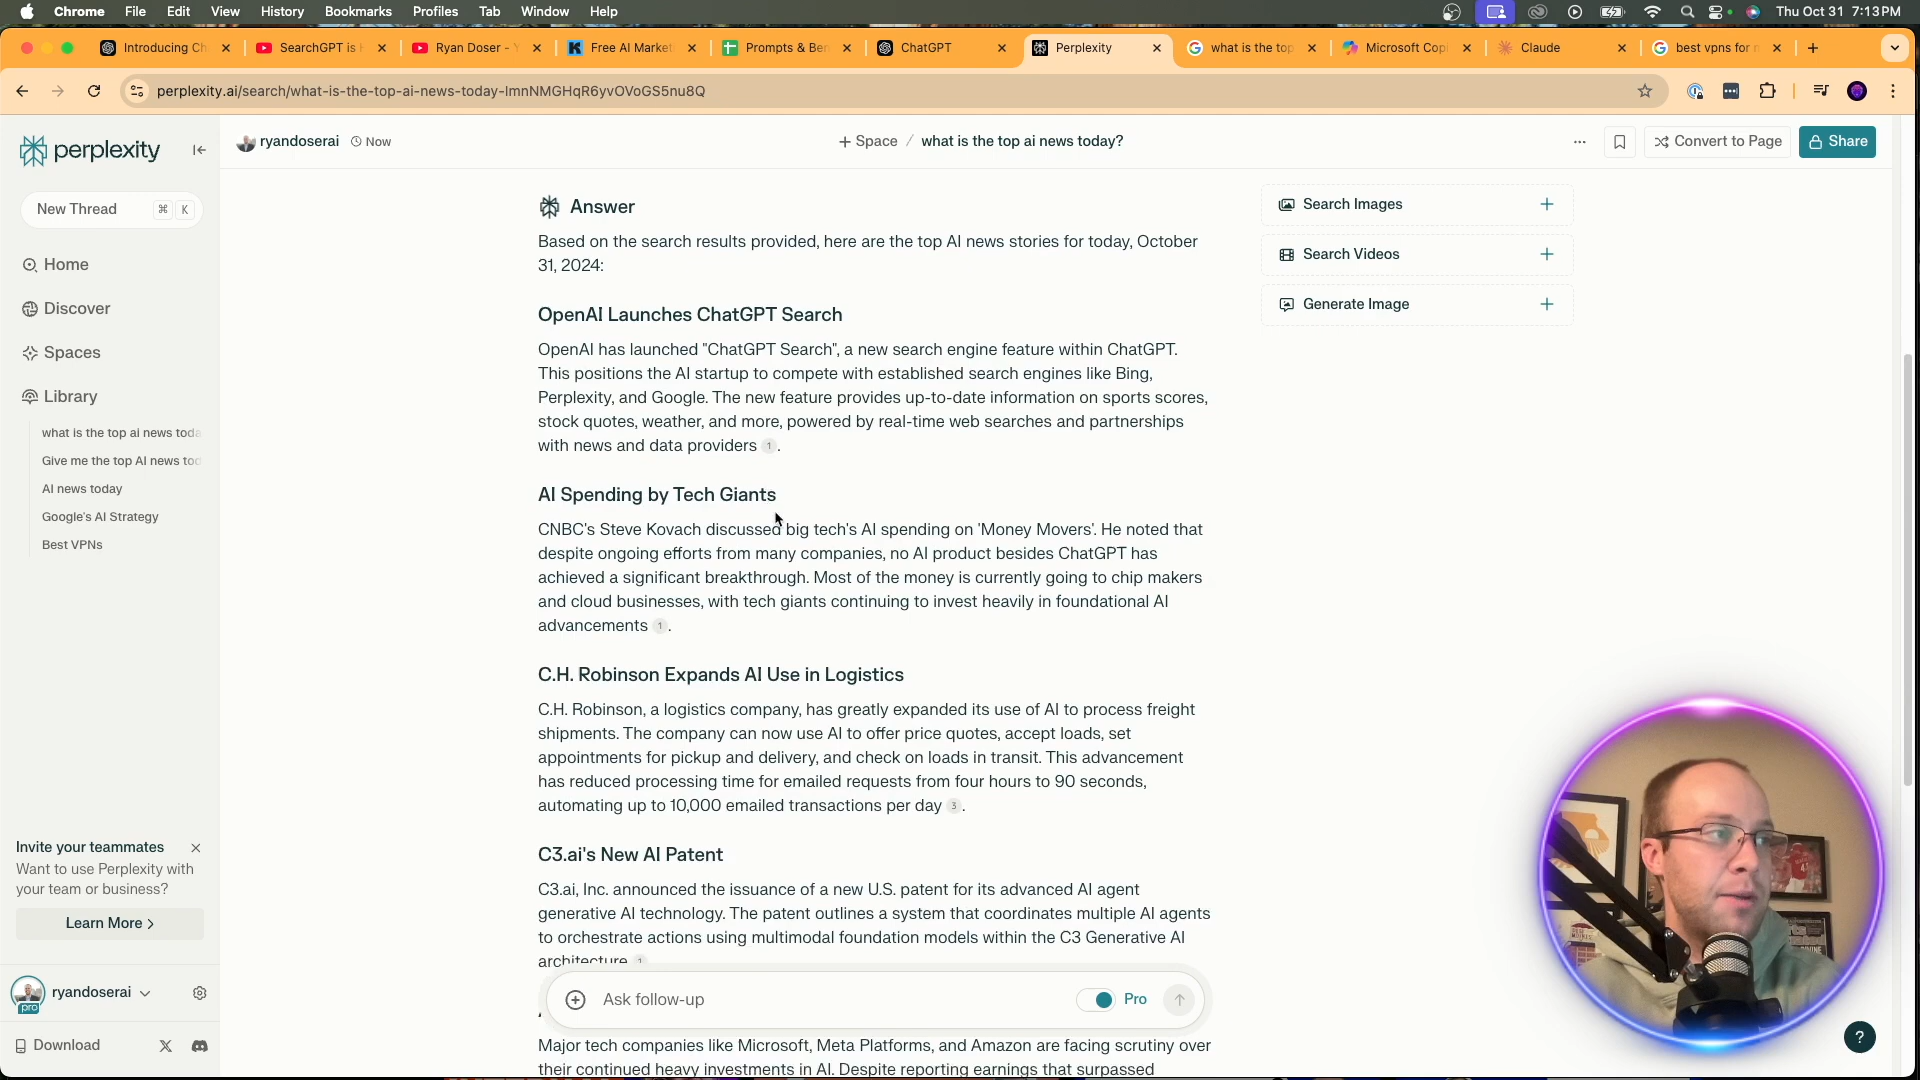 Chrome File Edit View History Bookmarks Profiles Tab Window Help Thu Oct 31 7:13 PM
Introducing Ch
SearchGPT is H
Ryan Doser - Y
Free AI Market
Prompts & Ben
ChatGPT
Perplexity
what is the top
Microsoft Copi
Claude
best vpns for
perplexity.ai/search/what-is-the-top-ai-news-today-ImnNMGHqR6yvOVoGS5nu8Q
perplexity
ryandoserai Now
+ Space / what is the top ai news today?
Convert to Page
Share
New Thread ⌘ K
Home
Discover
Spaces
Library
what is the top ai news toda
Give me the top AI news tod
AI news today
Google's AI Strategy
Best VPNs
Invite your teammates
Want to use Perplexity with
your team or business?
Learn More >
ryandoserai
pro
Download
Answer
Based on the search results provided, here are the top AI news stories for today, October
31, 2024:
OpenAI Launches ChatGPT Search
OpenAI has launched "ChatGPT Search", a new search engine feature within ChatGPT.
This positions the AI startup to compete with established search engines like Bing,
Perplexity, and Google. The new feature provides up-to-date information on sports scores,
stock quotes, weather, and more, powered by real-time web searches and partnerships
with news and data providers 1.
AI Spending by Tech Giants
CNBC's Steve Kovach discussed big tech's AI spending on 'Money Movers'. He noted that
despite ongoing efforts from many companies, no AI product besides ChatGPT has
achieved a significant breakthrough. Most of the money is currently going to chip makers
and cloud businesses, with tech giants continuing to invest heavily in foundational AI
advancements 1.
C.H. Robinson Expands AI Use in Logistics
C.H. Robinson, a logistics company, has greatly expanded its use of AI to process freight
shipments. The company can now use AI to offer price quotes, accept loads, set
appointments for pickup and delivery, and check on loads in transit. This advancement
has reduced processing time for emailed requests from four hours to 90 seconds,
automating up to 10,000 emailed transactions per day 3.
C3.ai's New AI Patent
C3.ai, Inc. announced the issuance of a new U.S. patent for its advanced AI agent
generative AI technology. The patent outlines a system that coordinates multiple AI agents
to orchestrate actions using multimodal foundation models within the C3 Generative AI
architecture 1
Ask follow-up Pro
Major tech companies like Microsoft, Meta Platforms, and Amazon are facing scrutiny over
their continued heavy investments in AI. Despite reporting earnings that surpassed
Search Images +
Search Videos +
Generate Image +
?